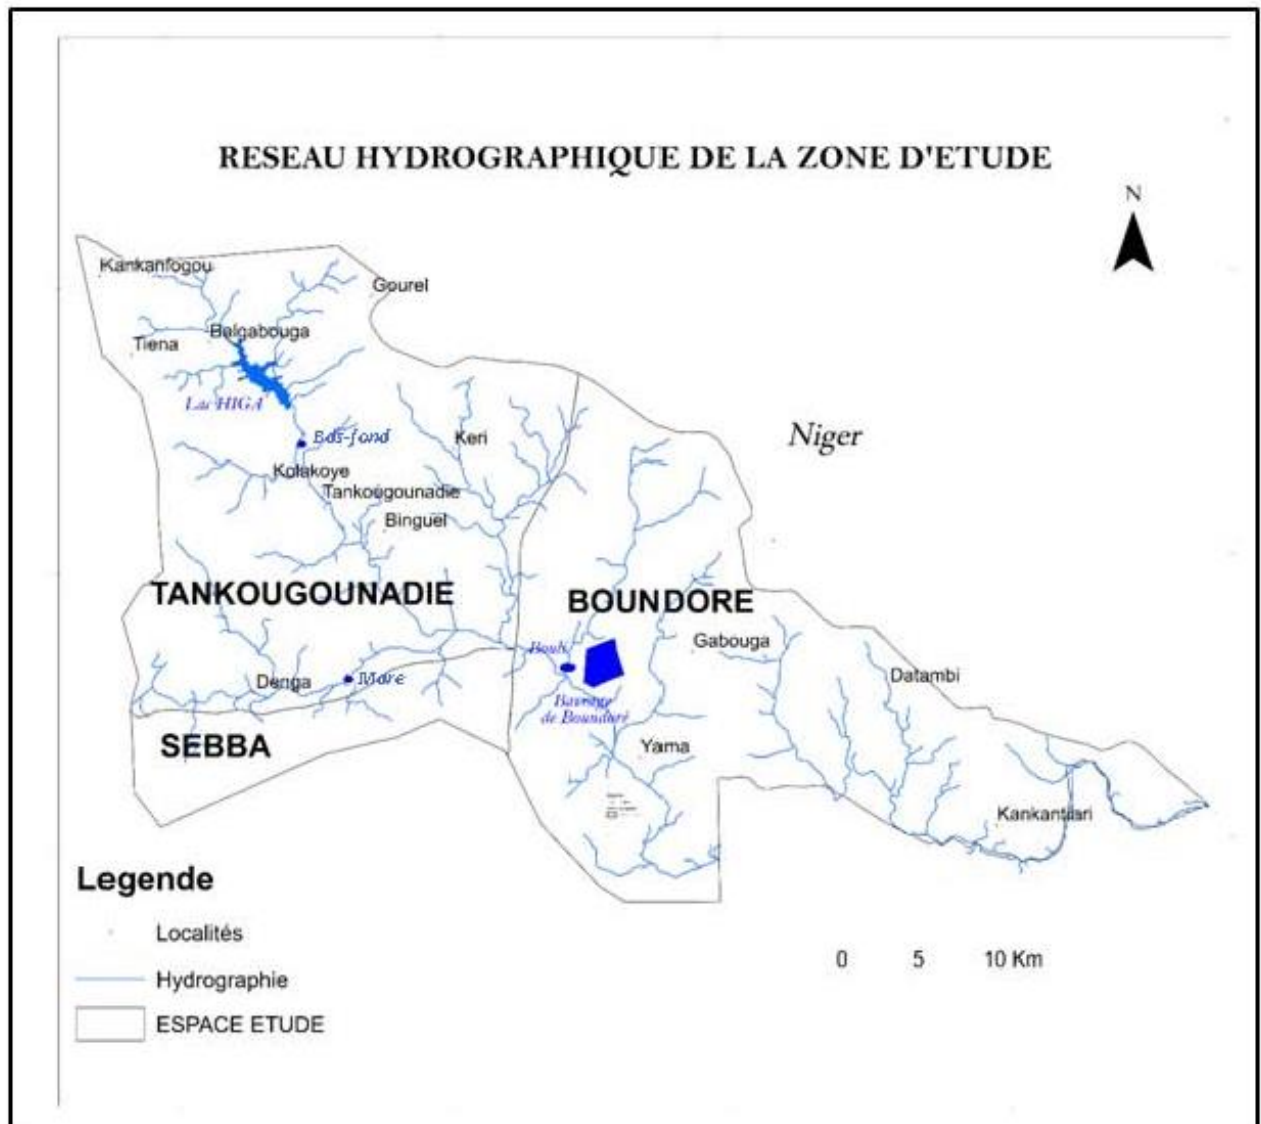 RESEAU HYDROGRAPHIQUE DE LA ZONE D'ETUDE
N
Kankanfogou
Gourel
Balgabouga
Tiena
Lac HIGA
Niger
Bas-fond
Keri
Kolakoye
Tankougounadie
Binguel
TANKOUGOUNADIE
BOUNDORE
Gabouga
Bouli
Datambi
Denga
Mare
Barrage
de Boundoré
SEBBA
Yama
Kankantiari
Legende
Localités
Hydrographie
ESPACE ETUDE
0 5 10 Km